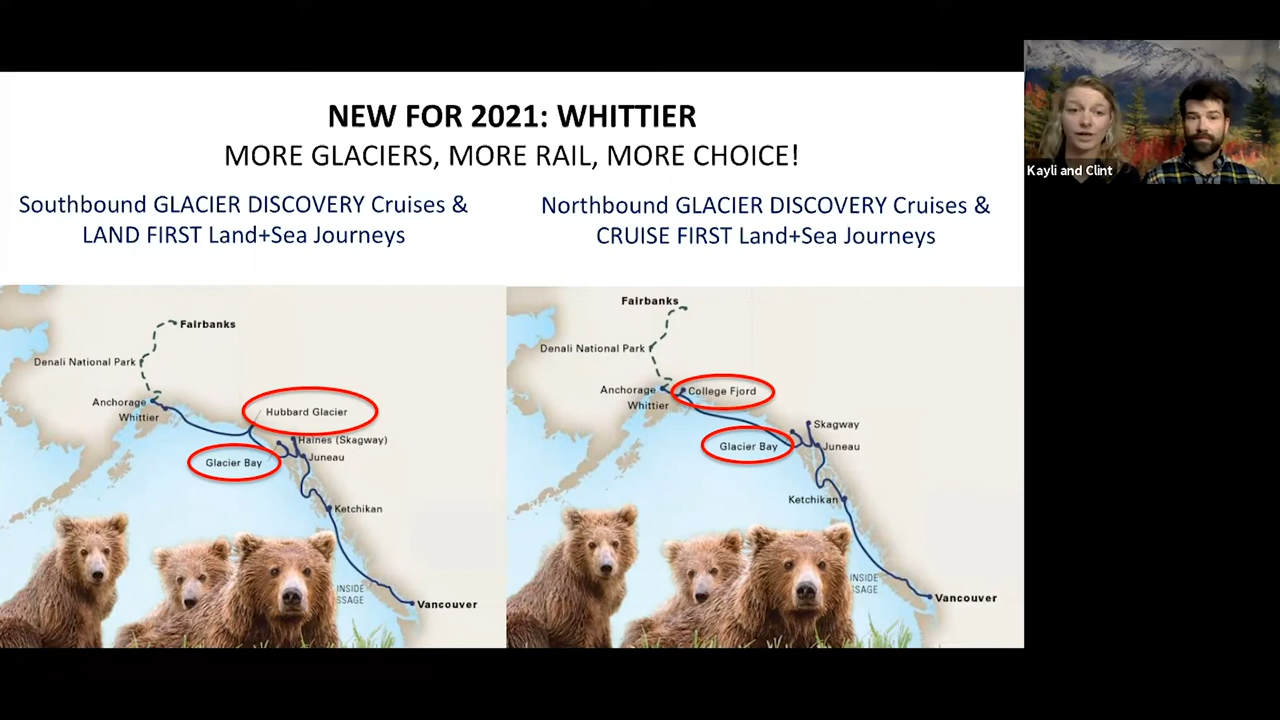 NEW FOR 2021: WHITTIER
MORE GLACIERS, MORE RAIL, MORE CHOICE!
Southbound GLACIER DISCOVERY Cruises &
LAND FIRST Land+Sea Journeys
Northbound GLACIER DISCOVERY Cruises &
CRUISE FIRST Land+Sea Journeys
Fairbanks
Denali National Park
Anchorage
Whittier
Hubbard Glacier
Haines (Skagway)
Glacier Bay
Juneau
Ketchikan
INSIDE
SSAGE
Vancouver
Fairbanks
Denali National Park
Anchorage
College Fjord
Whittier
Skagway
Glacier Bay
Juneau
Ketchikan
INSIDE
SSAGE
Vancouver
Kayli and Clint